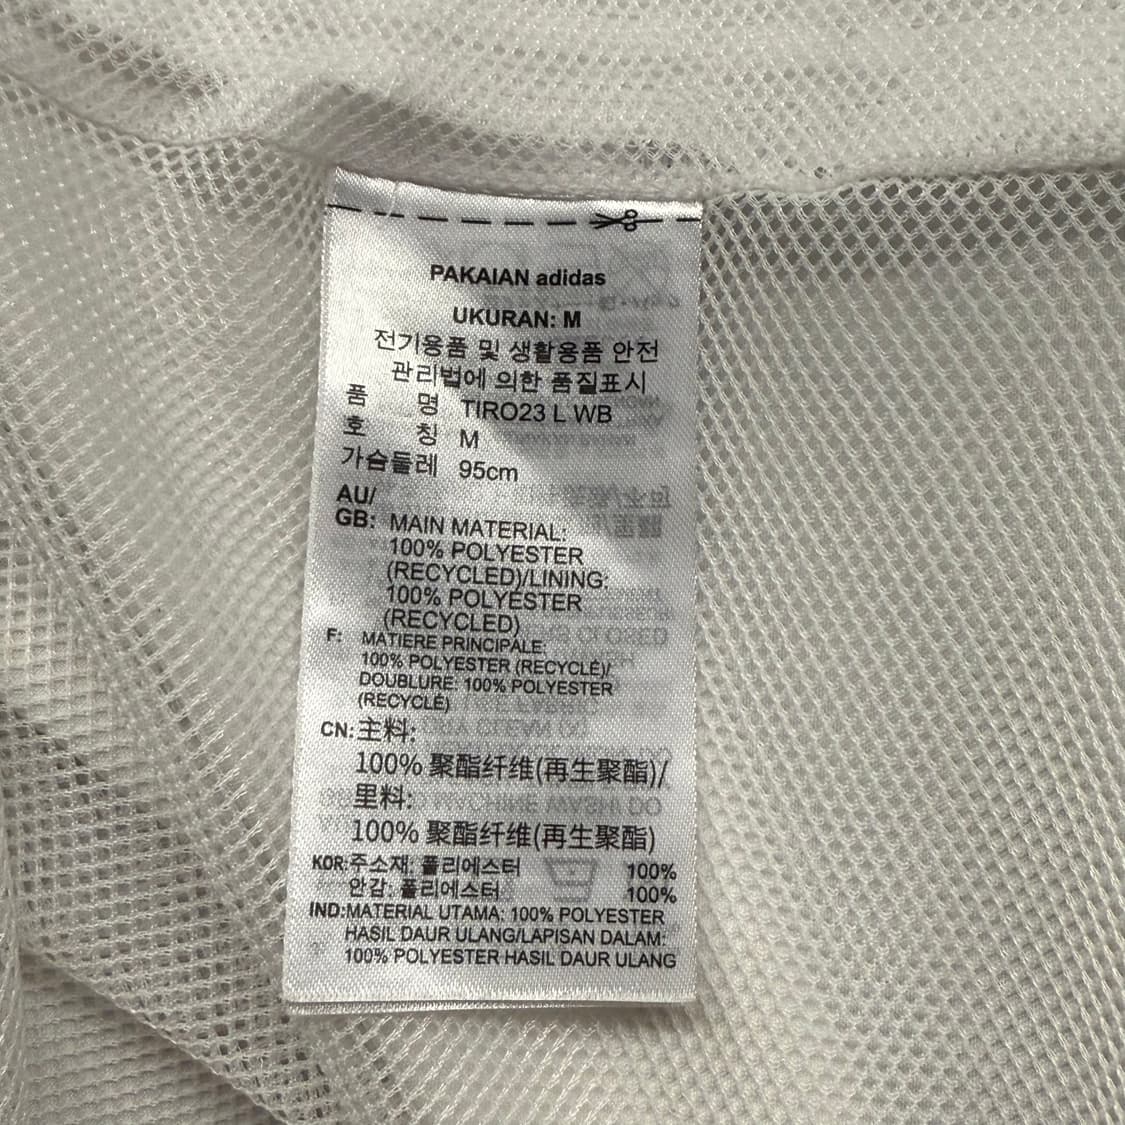 PAKAIAN adidas
UKURAN: M
전기용품 및 생활용품 안전
관리법에 의한 품질표시
품 명 TIRO23 L WB
호 칭 M
가슴둘레 95cm
AU/
GB: MAIN MATERIAL:
100% POLYESTER
(RECYCLED)/LINING:
100% POLYESTER
(RECYCLED)
F: MATIERE PRINCIPALE:
100% POLYESTER (RECYCLÉ)/
DOUBLURE: 100% POLYESTER
(RECYCLÉ)
CN: 主料:
100% 聚酯纤维(再生聚酯)/
里料:
100% 聚酯纤维(再生聚酯)
KOR:주소재: 폴리에스터 100%
안감: 폴리에스터 100%
IND:MATERIAL UTAMA: 100% POLYESTER
HASIL DAUR ULANG/LAPISAN DALAM:
100% POLYESTER HASIL DAUR ULANG